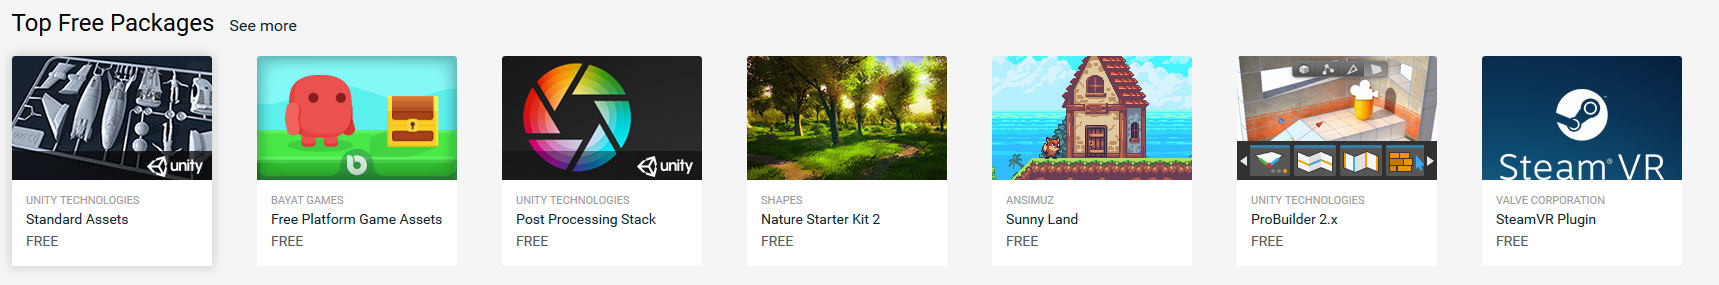 Top Free Packages See more
unity
unity
Steam®VR
UNITY TECHNOLOGIES
Standard Assets
FREE
BAYAT GAMES
Free Platform Game Assets
FREE
UNITY TECHNOLOGIES
Post Processing Stack
FREE
SHAPES
Nature Starter Kit 2
FREE
ANSIMUZ
Sunny Land
FREE
UNITY TECHNOLOGIES
ProBuilder 2.x
FREE
VALVE CORPORATION
SteamVR Plugin
FREE